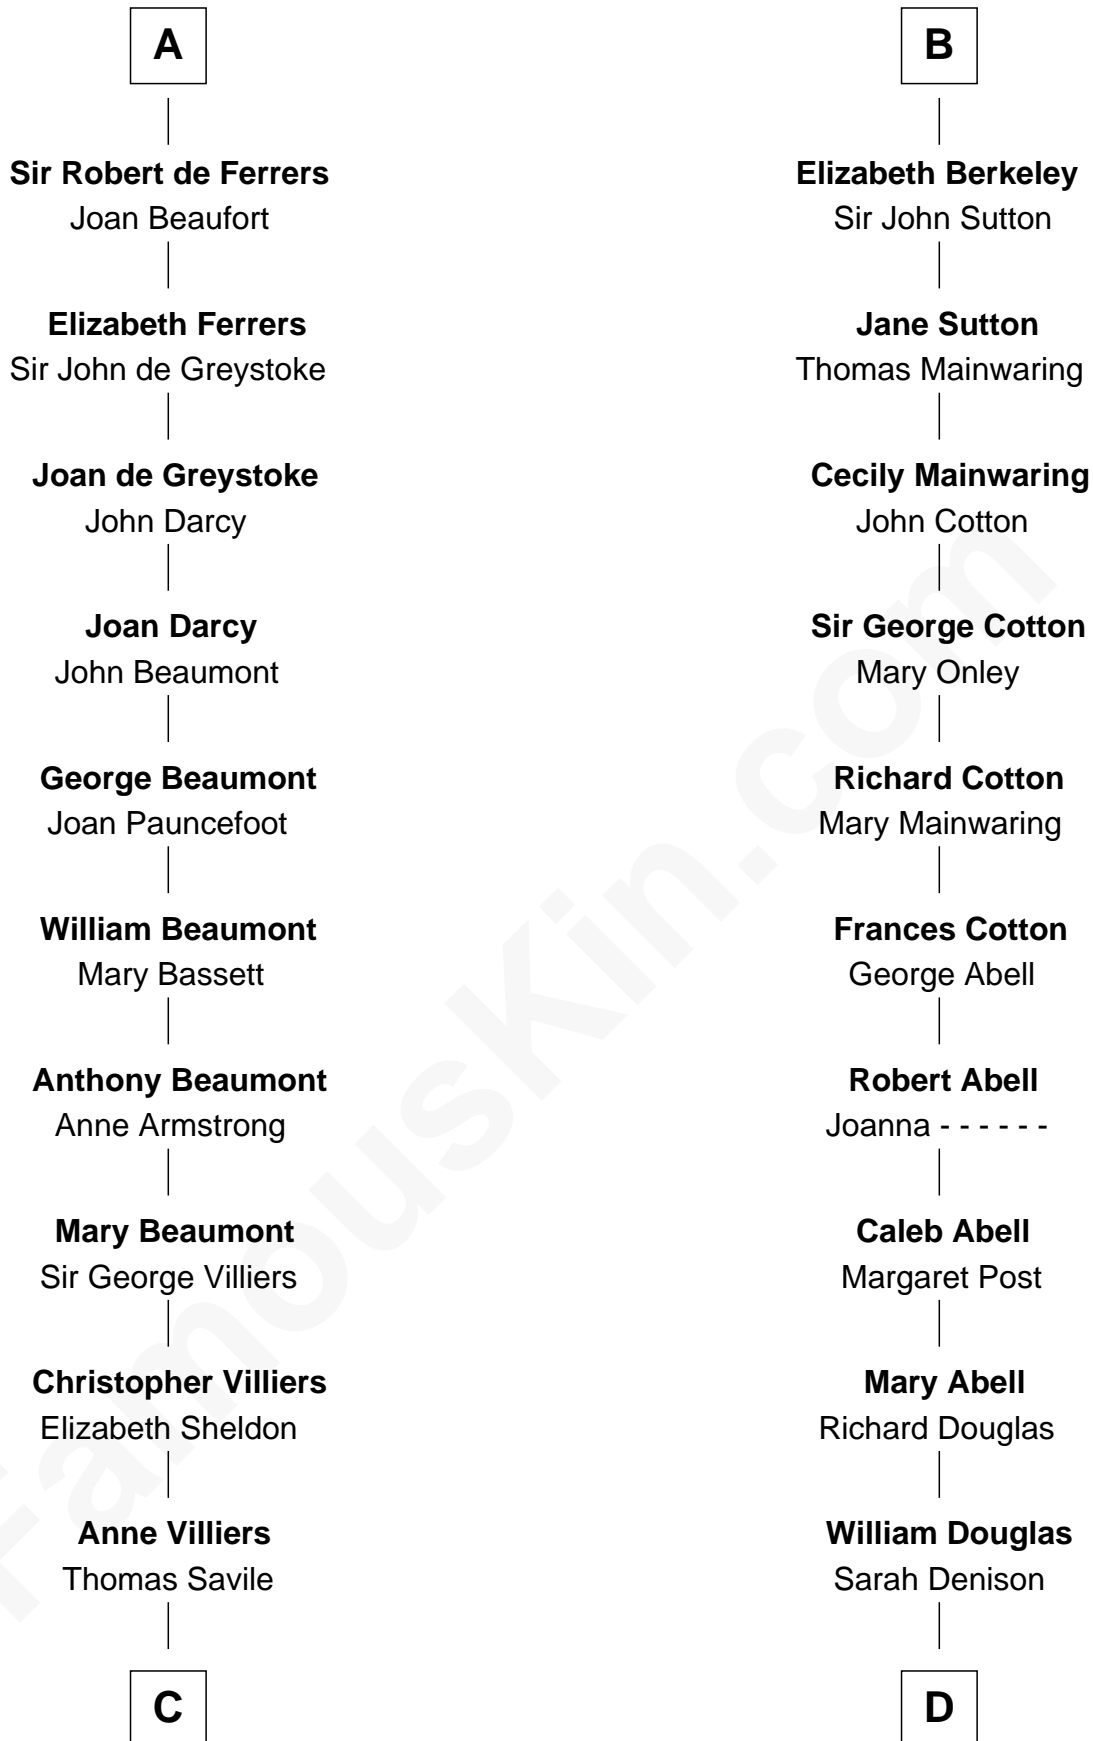 A
Sir Robert de Ferrers
Joan Beaufort
Elizabeth Ferrers
Sir John de Greystoke
Joan de Greystoke
John Darcy
Joan Darcy
John Beaumont
George Beaumont
Joan Pauncefoot
William Beaumont
Mary Bassett
Anthony Beaumont
Anne Armstrong
Mary Beaumont
Sir George Villiers
Christopher Villiers
Elizabeth Sheldon
Anne Villiers
Thomas Savile
C
B
Elizabeth Berkeley
Sir John Sutton
Jane Sutton
Thomas Mainwaring
Cecily Mainwaring
John Cotton
Sir George Cotton
Mary Onley
Richard Cotton
Mary Mainwaring
Frances Cotton
George Abell
Robert Abell
Joanna - - - - - -
Caleb Abell
Margaret Post
Mary Abell
Richard Douglas
William Douglas
Sarah Denison
D
FamousKin.com